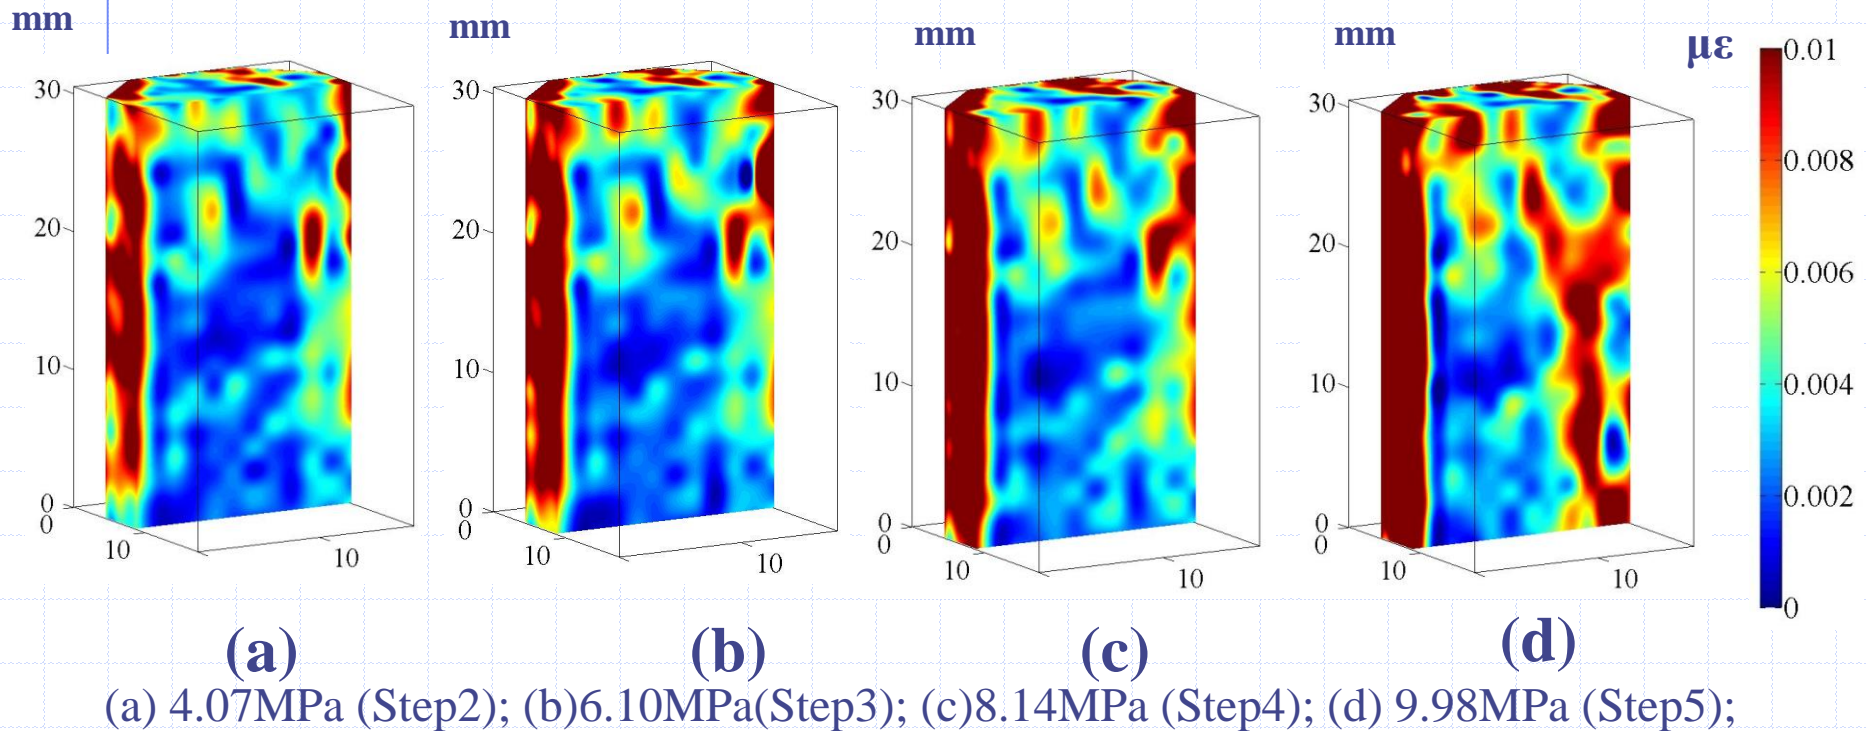 mm mm mm mm με
30 30 30 30
20 20 20 20
10 10 10 10
0 0 0 0
0 0 0 0
10 10 10 10 10 10 10 10
0.01
0.008
0.006
0.004
0.002
0
(a) (b) (c) (d)
(a) 4.07MPa (Step2); (b)6.10MPa(Step3); (c)8.14MPa (Step4); (d) 9.98MPa (Step5);